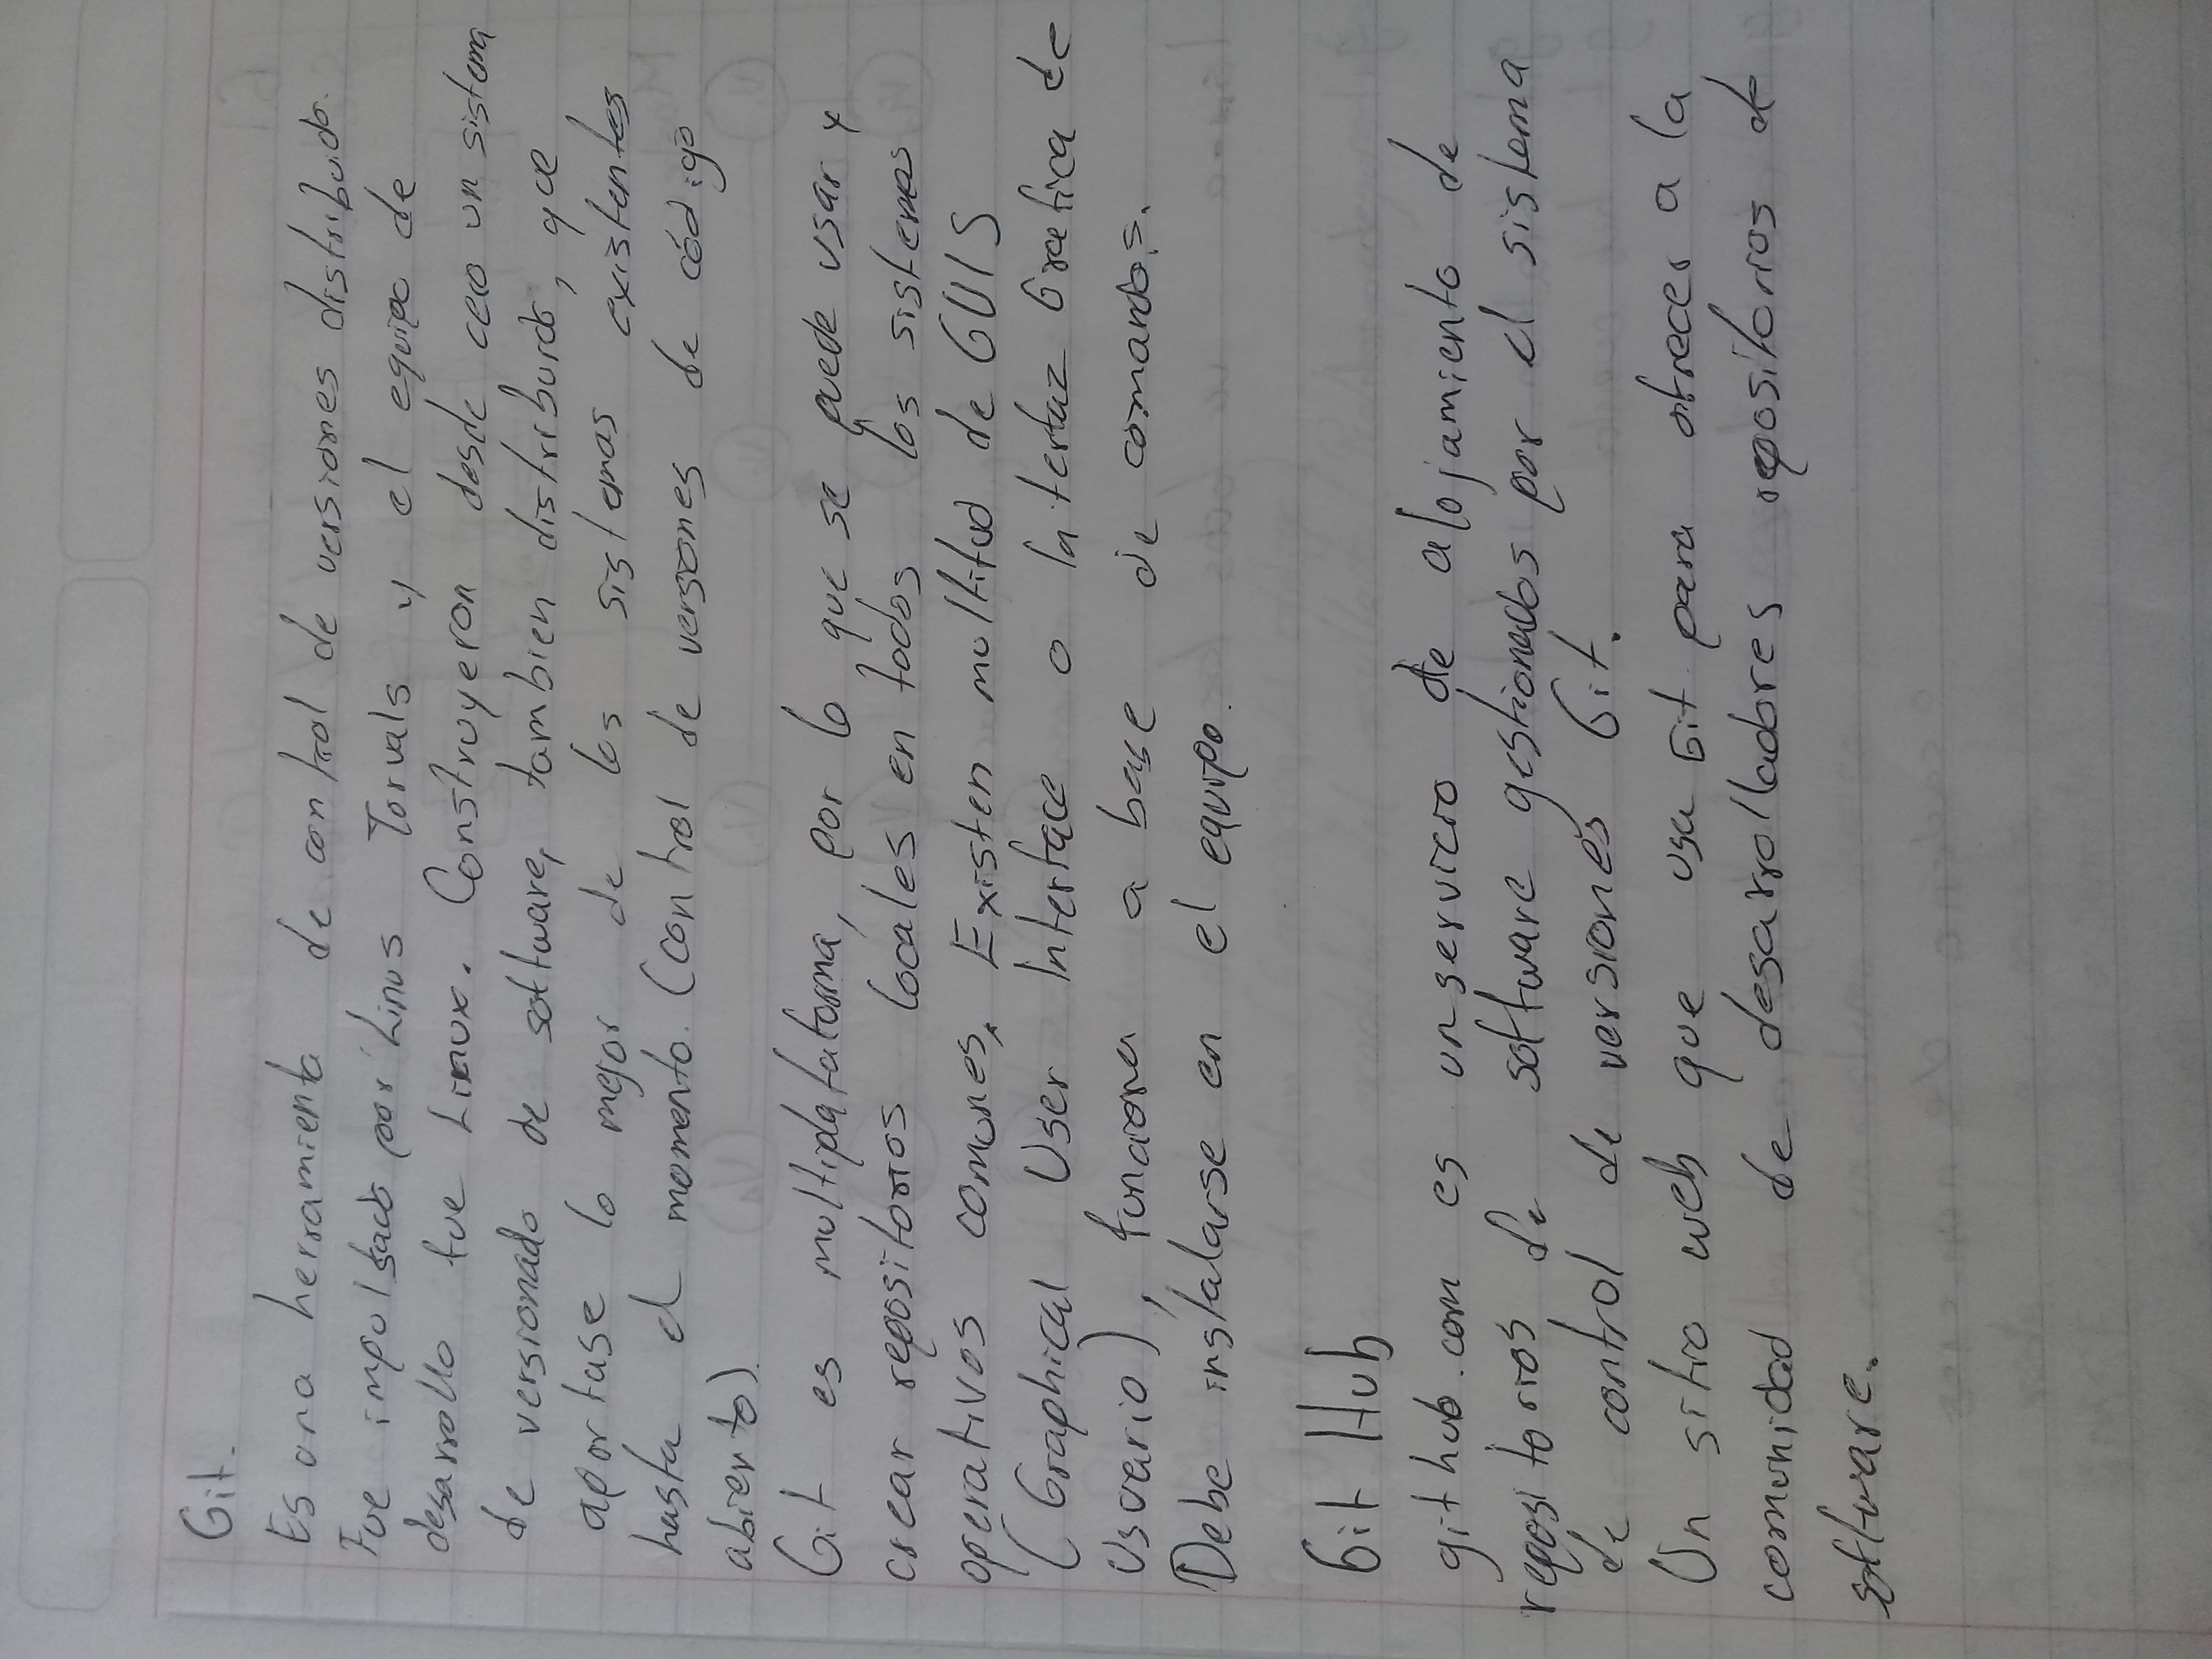 Git.
Es una herramienta de control de versiones distribuido.
Fue impulsado por Linus Torvals y el equipo de
desarrollo fue Linux. Construyeron desde cero un sistema
de versionado de software, tambien distribuido, que
aportase lo mejor de los sistemas existentes
hasta el momento. (control de versiones de código
abierto).
Git es multiplataforma, por lo que se puede usar y
crear repositorios locales en todos los sistemas
operativos comunes. Existen multitud de GUIS
(Graphical User Interface o Interfaz Gráfica de
Usuario), funciona a base de comandos.
Debe instalarse en el equipo.
Git Hub
github.com es un servicio de alojamiento de
repositorios de software gestionados por el sistema
de control de versiones Git.
Un sitio web que usa Git para ofrecer a la
comunidad de desarrolladores repositorios de
software.